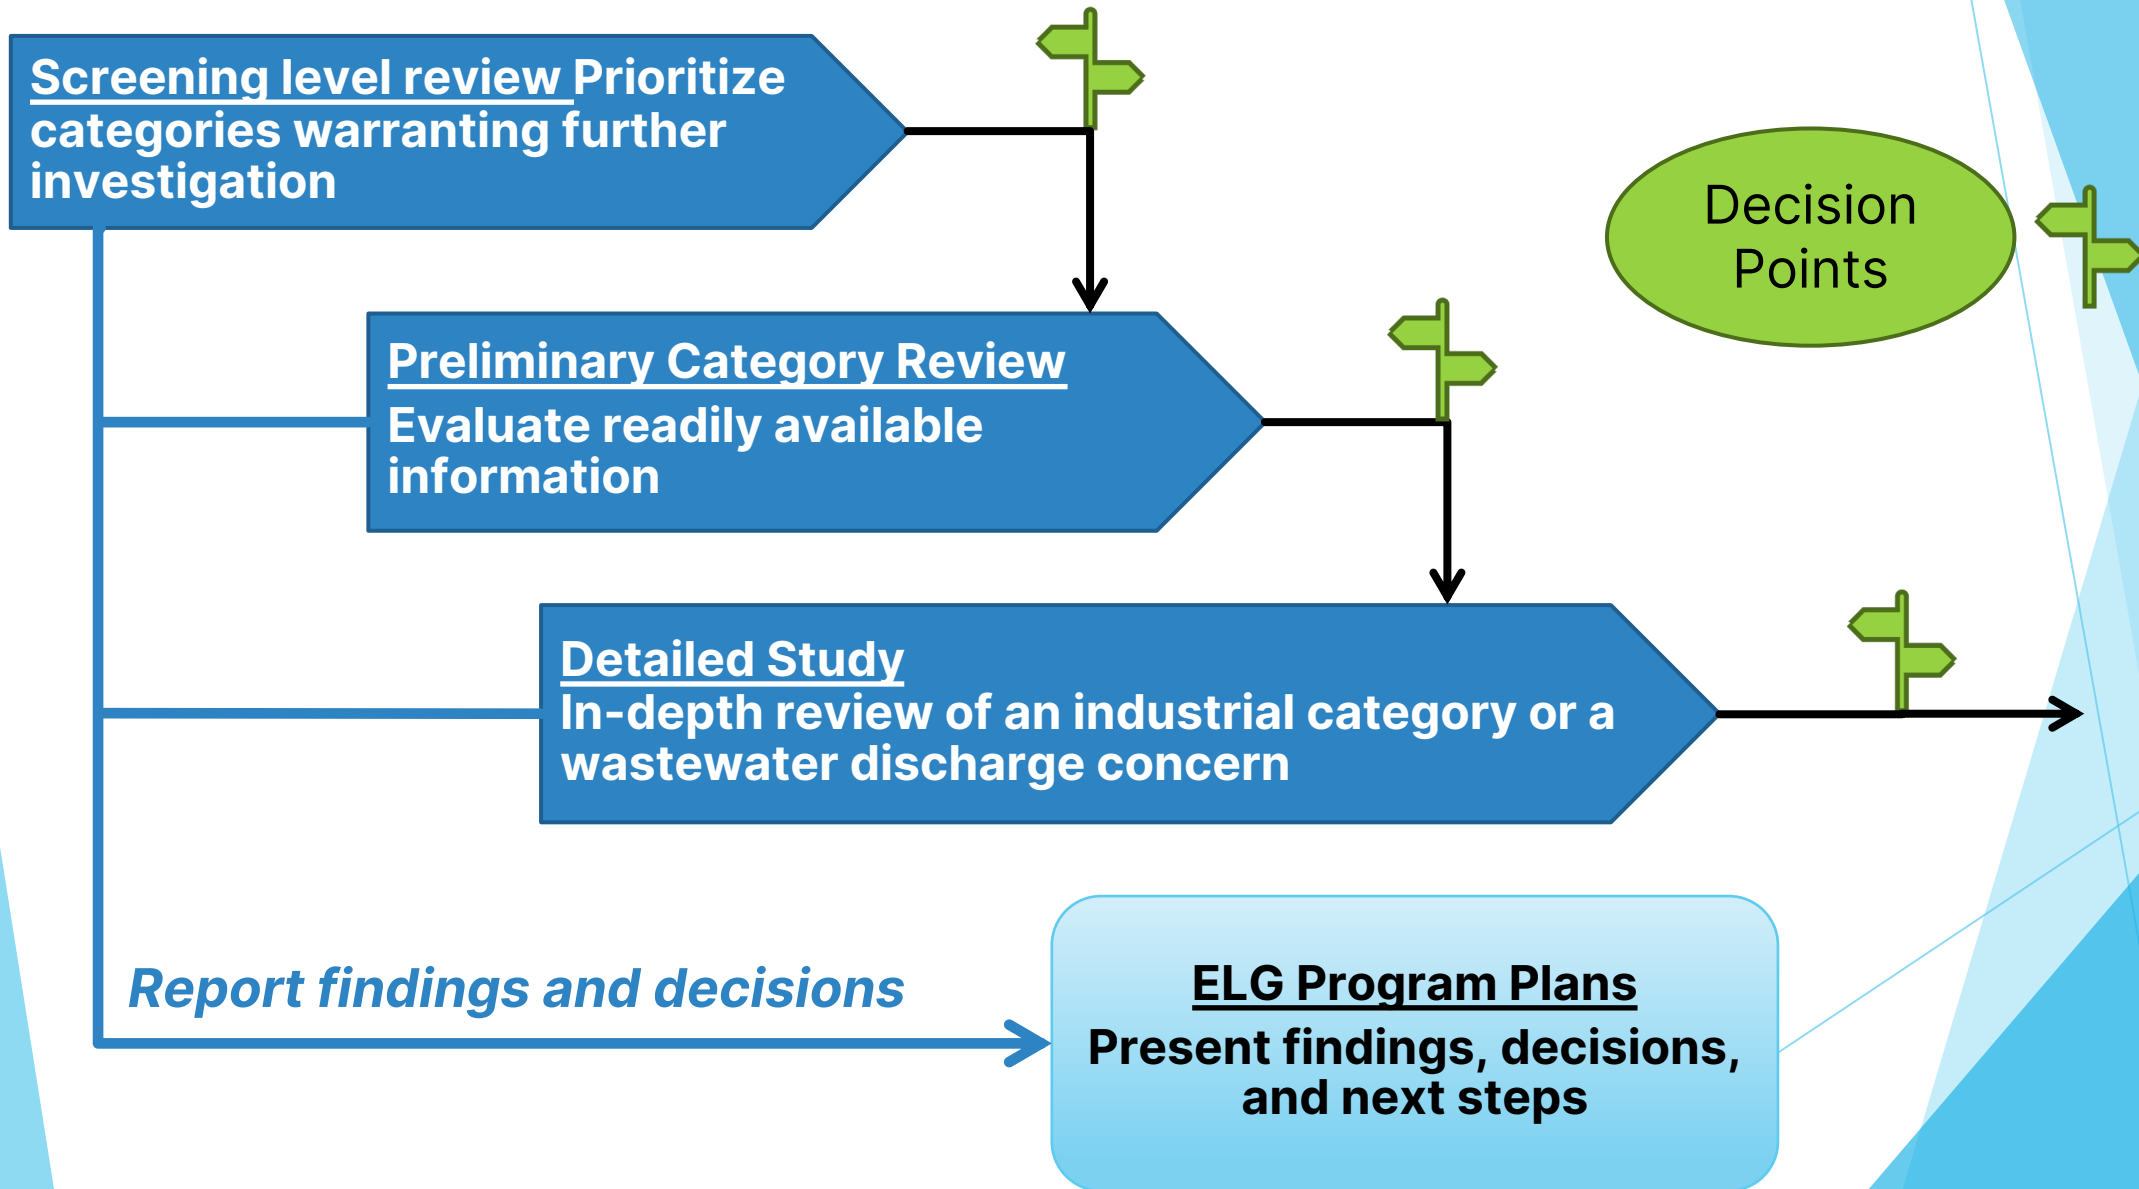 Screening level review Prioritize
categories warranting further
investigation
Decision
Points
Preliminary Category Review
Evaluate readily available
information
Detailed Study
In-depth review of an industrial category or a
wastewater discharge concern
Report findings and decisions
ELG Program Plans
Present findings, decisions,
and next steps